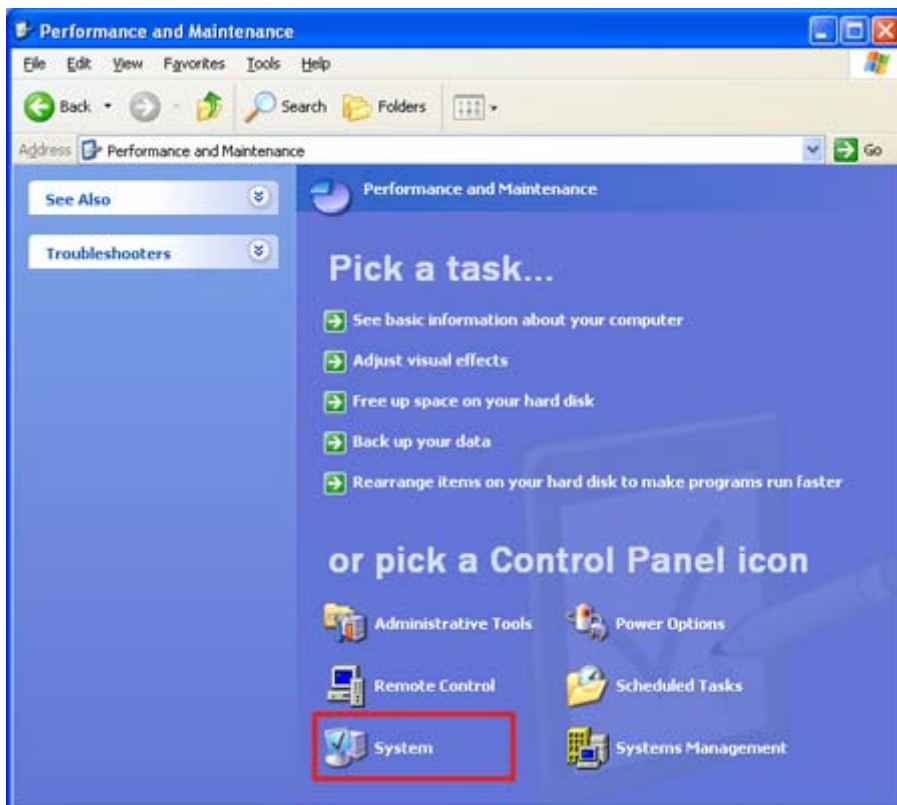 Performance and Maintenance
File Edit View Favorites Tools Help
Back Search Folders
Address Performance and Maintenance Go
See Also
Troubleshooters
Performance and Maintenance
Pick a task...
See basic information about your computer
Adjust visual effects
Free up space on your hard disk
Back up your data
Rearrange items on your hard disk to make programs run faster
or pick a Control Panel icon
Administrative Tools
Power Options
Remote Control
Scheduled Tasks
System
Systems Management